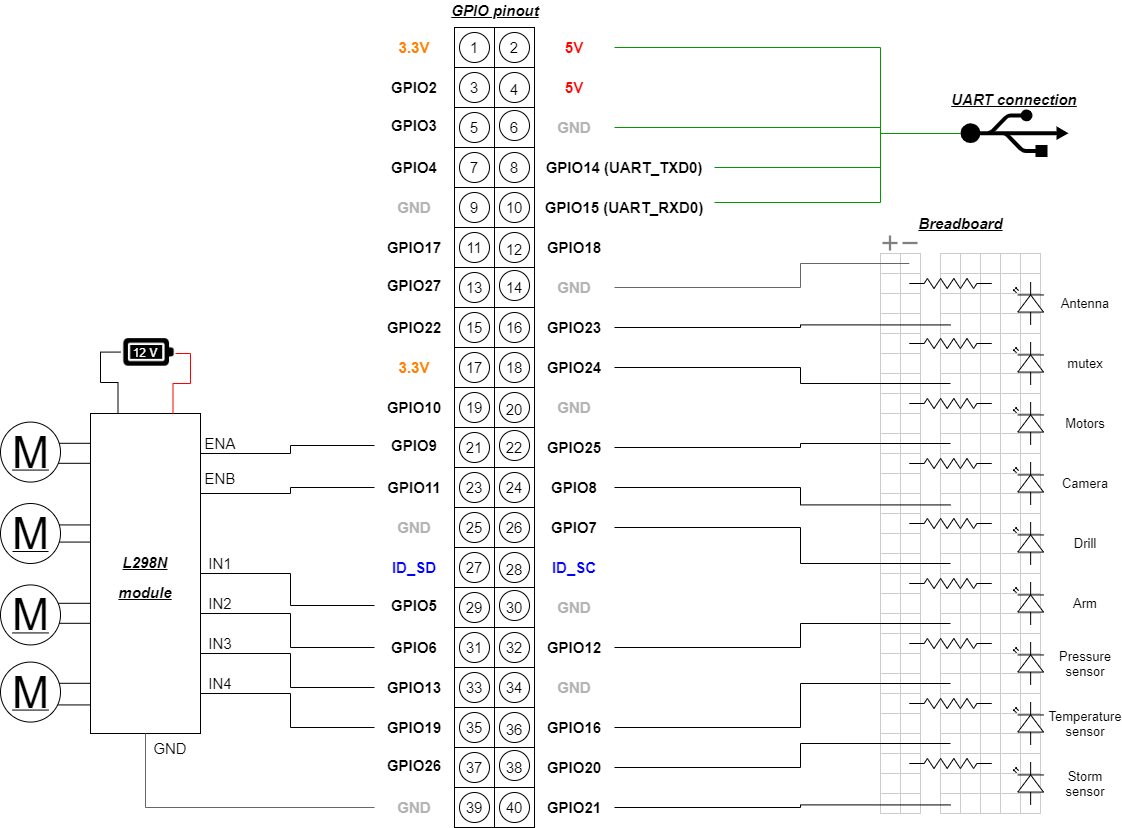 GPIO pinout
3.3V 1 2 5V
GPIO2 3 4 5V
UART connection
GPIO3 5 6 GND
GPIO4 7 8 GPIO14 (UART_TXD0)
GND 9 10 GPIO15 (UART_RXD0)
Breadboard
GPIO17 11 12 GPIO18
+ −
GPIO27 13 14 GND
Antenna
GPIO22 15 16 GPIO23
12 V
3.3V 17 18 GPIO24
mutex
GPIO10 19 20 GND
Motors
ENA GPIO9 21 22 GPIO25
M
ENB GPIO11 23 24 GPIO8
Camera
GND 25 26 GPIO7
M
Drill
L298N
module
IN1 ID_SD 27 28 ID_SC
IN2 GPIO5 29 30 GND
Arm
M
IN3 GPIO6 31 32 GPIO12
Pressure
sensor
IN4 GPIO13 33 34 GND
M
GPIO19 35 36 GPIO16
Temperature
sensor
GND
GPIO26 37 38 GPIO20
Storm
sensor
GND 39 40 GPIO21